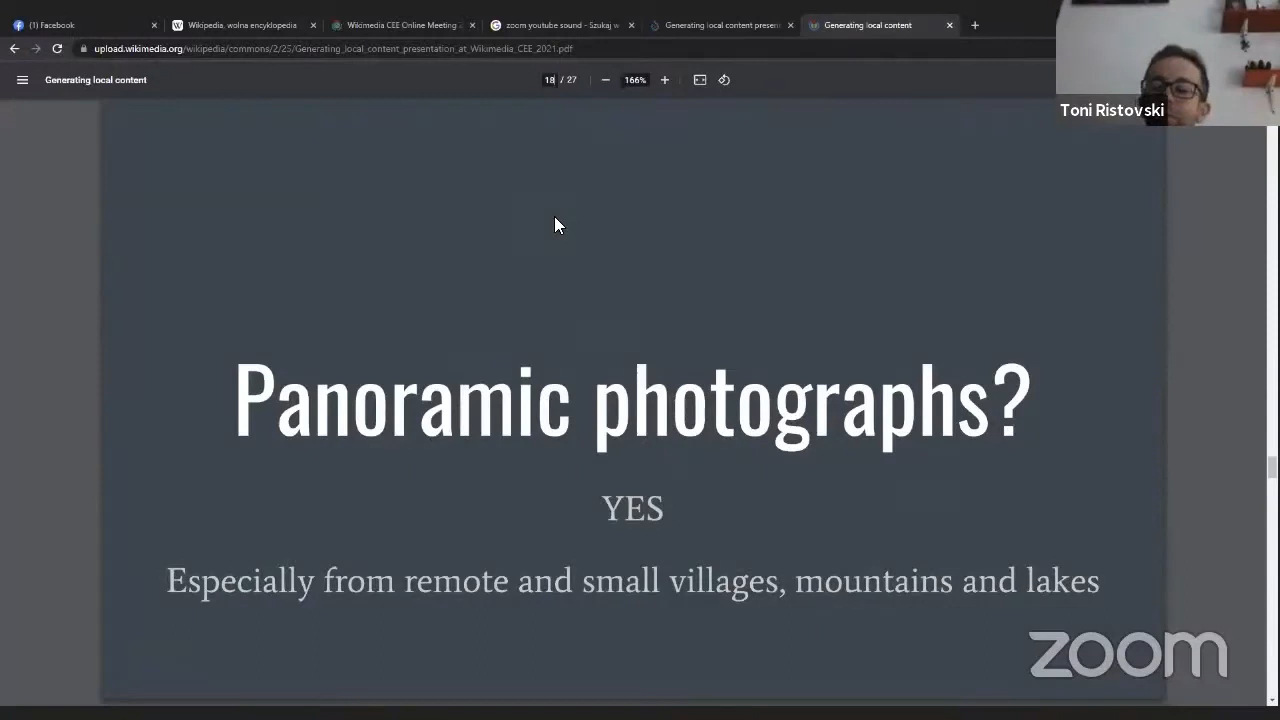 (1) Facebook
Wikipedia, wolna encyklopedia
Wikimedia CEE Online Meeting
zoom youtube sound - Szukaj w
Generating local content presen
Generating local content
upload.wikimedia.org/wikipedia/commons/2/25/Generating_local_content_presentation_at_Wikimedia_CEE_2021.pdf
Generating local content
18 / 27
166%
Toni Ristovski
Panoramic photographs?
YES
Especially from remote and small villages, mountains and lakes
zoom